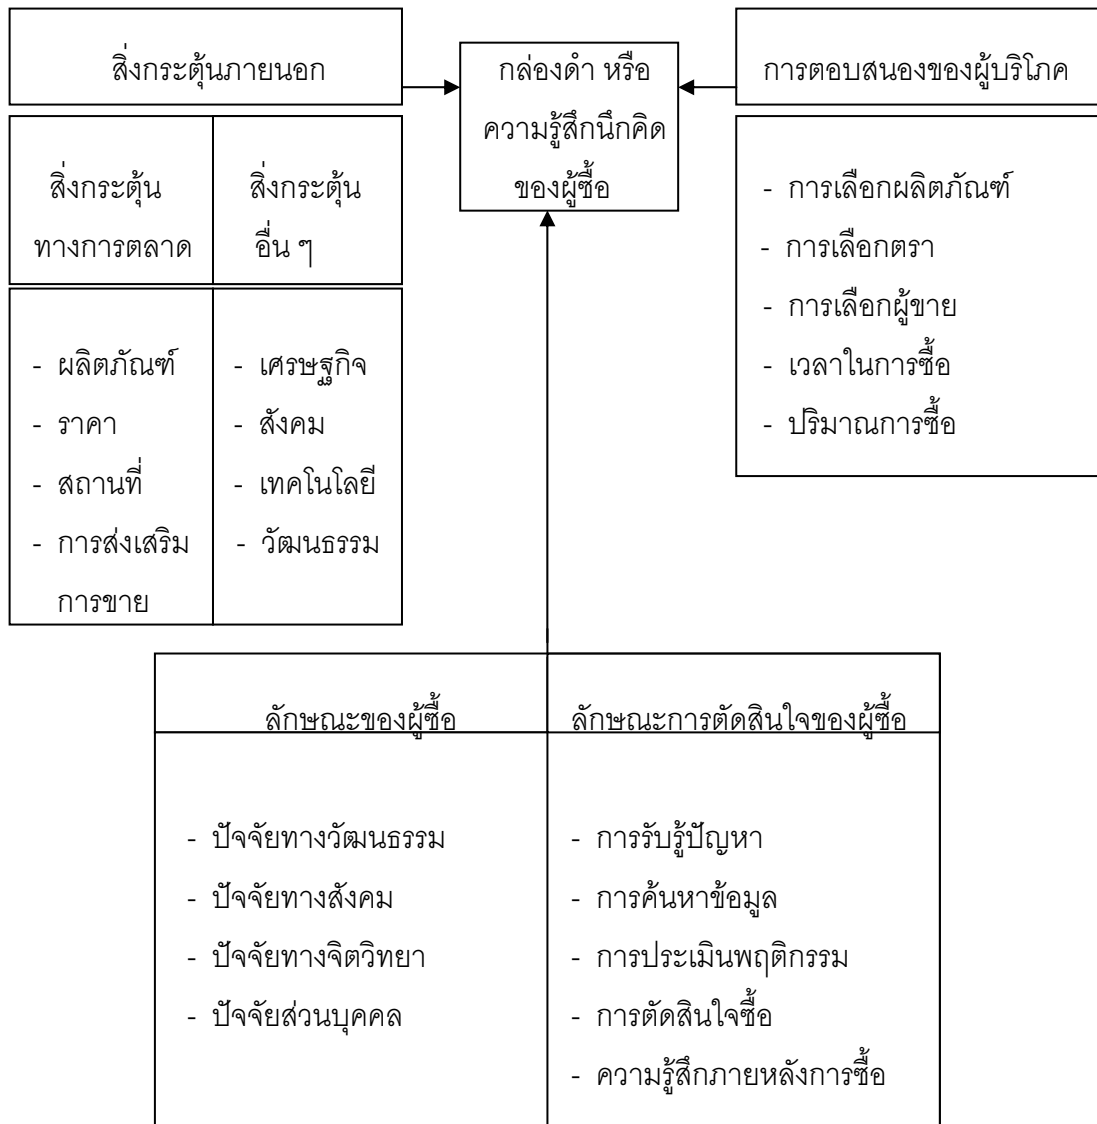 สิ่งกระตุ้นภายนอก
กล่องดำ หรือ
ความรู้สึกนึกคิด
ของผู้ซื้อ
การตอบสนองของผู้บริโภค
สิ่งกระตุ้น
ทางการตลาด
สิ่งกระตุ้น
อื่น ๆ
- ผลิตภัณฑ์
- ราคา
- สถานที่
- การส่งเสริม
การขาย
- เศรษฐกิจ
- สังคม
- เทคโนโลยี
- วัฒนธรรม
- การเลือกผลิตภัณฑ์
- การเลือกตรา
- การเลือกผู้ขาย
- เวลาในการซื้อ
- ปริมาณการซื้อ
ลักษณะของผู้ซื้อ
- ปัจจัยทางวัฒนธรรม
- ปัจจัยทางสังคม
- ปัจจัยทางจิตวิทยา
- ปัจจัยส่วนบุคคล
ลักษณะการตัดสินใจของผู้ซื้อ
- การรับรู้ปัญหา
- การค้นหาข้อมูล
- การประเมินพฤติกรรม
- การตัดสินใจซื้อ
- ความรู้สึกภายหลังการซื้อ